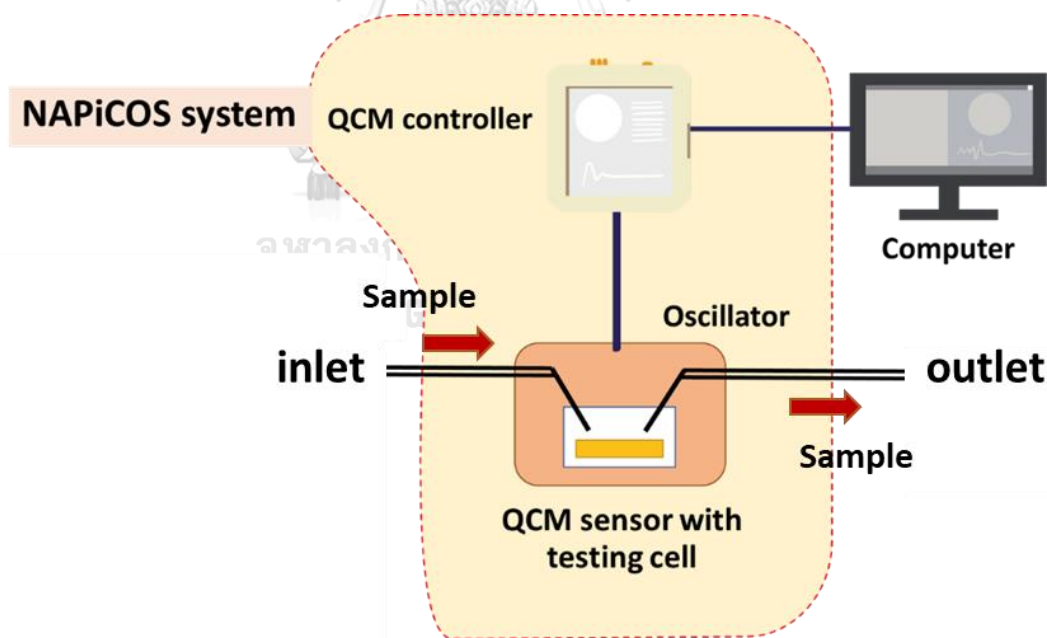 NAPiCOS system
QCM controller
Computer
Sample
Oscillator
inlet
outlet
Sample
QCM sensor with
testing cell